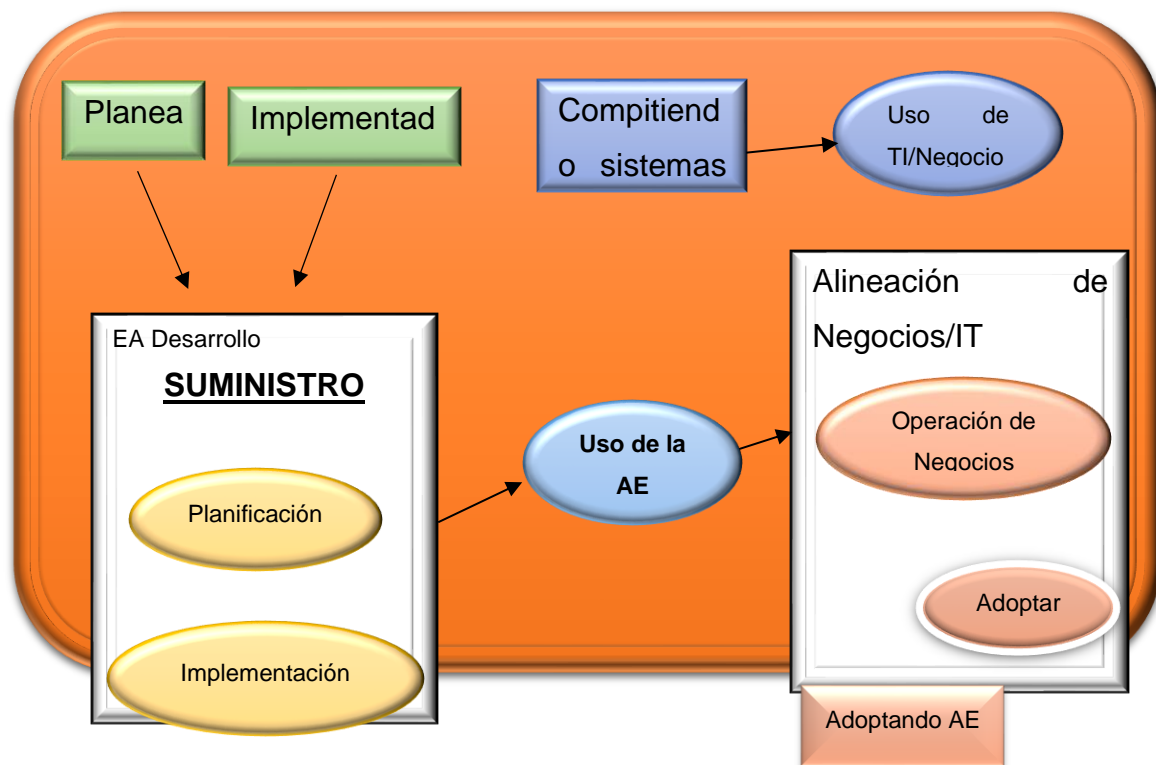 Planea
Implementad
Compitiend
o sistemas
Uso de
TI/Negocio
EA Desarrollo
SUMINISTRO
Planificación
Implementación
Uso de la
AE
Alineación de
Negocios/IT
Operación de
Negocios
Adoptar
Adoptando AE